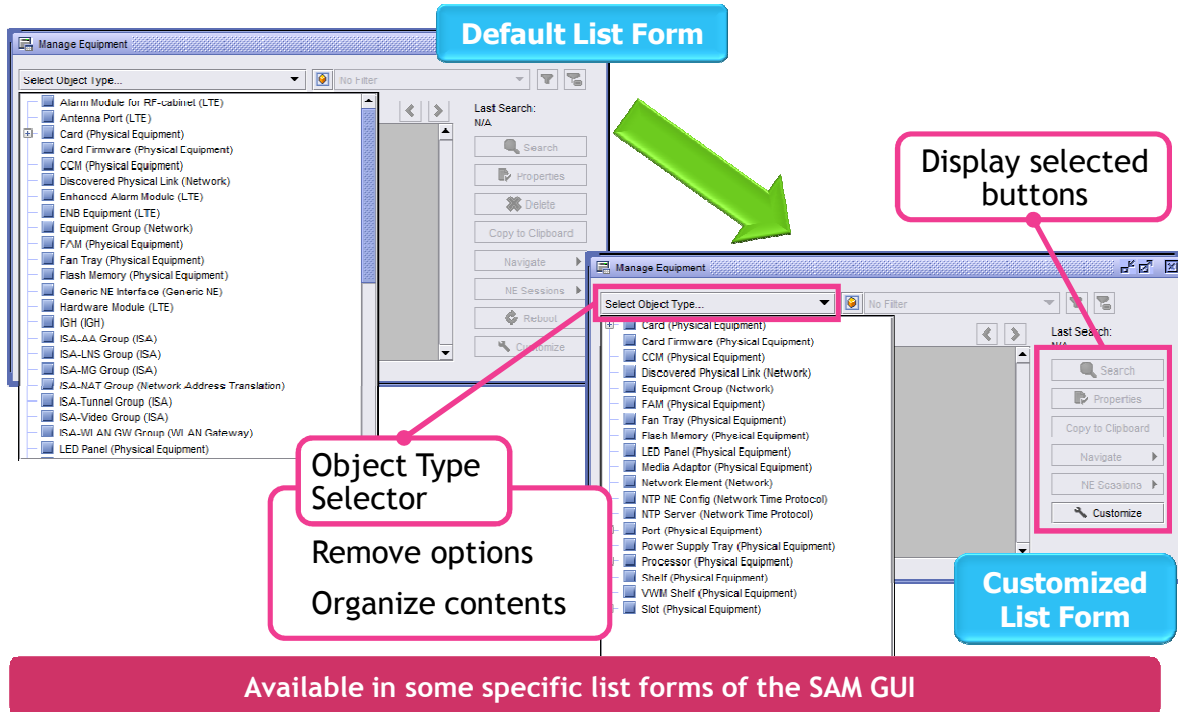 Default List Form
Manage Equipment
Select Object Type...
No Filter
Alarm Module for RF-cabinet (LTE)
Antenna Port (LTE)
Card (Physical Equipment)
Card Firmware (Physical Equipment)
CCM (Physical Equipment)
Discovered Physical Link (Network)
Enhanced Alarm Module (LTE)
ENB Equipment (LTE)
Equipment Group (Network)
FAM (Physical Equipment)
Fan Tray (Physical Equipment)
Flash Memory (Physical Equipment)
Generic NE Interface (Generic NE)
Hardware Module (LTE)
IGH (IGH)
ISA-AA Group (ISA)
ISA-LNS Group (ISA)
ISA-MG Group (ISA)
ISA-NAT Group (Network Address Translation)
ISA-Tunnel Group (ISA)
ISA-Video Group (ISA)
ISA-WLAN GW Group (WLAN Gateway)
LED Panel (Physical Equipment)
Last Search:
N/A
Search
Properties
Delete
Copy to Clipboard
Navigate
NE Sessions
Reboot
Customize
Display selected
buttons
Manage Equipment
Select Object Type...
No Filter
Card (Physical Equipment)
Card Firmware (Physical Equipment)
CCM (Physical Equipment)
Discovered Physical Link (Network)
Equipment Group (Network)
FAM (Physical Equipment)
Fan Tray (Physical Equipment)
Flash Memory (Physical Equipment)
LED Panel (Physical Equipment)
Media Adaptor (Physical Equipment)
Network Element (Network)
NTP NE Config (Network Time Protocol)
NTP Server (Network Time Protocol)
Port (Physical Equipment)
Power Supply Tray (Physical Equipment)
Processor (Physical Equipment)
Shelf (Physical Equipment)
VWM Shelf (Physical Equipment)
Slot (Physical Equipment)
Last Search:
N/A
Search
Properties
Copy to Clipboard
Navigate
NE Sessions
Customize
Object Type
Selector
Remove options
Organize contents
Customized
List Form
Available in some specific list forms of the SAM GUI